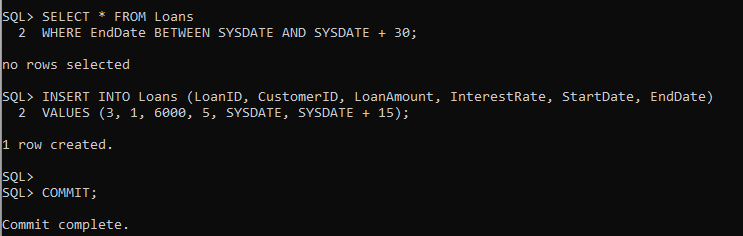 SQL> SELECT * FROM Loans
  2  WHERE EndDate BETWEEN SYSDATE AND SYSDATE + 30;
no rows selected
SQL> INSERT INTO Loans (LoanID, CustomerID, LoanAmount, InterestRate, StartDate, EndDate)
  2  VALUES (3, 1, 6000, 5, SYSDATE, SYSDATE + 15);
1 row created.
SQL>
SQL> COMMIT;
Commit complete.